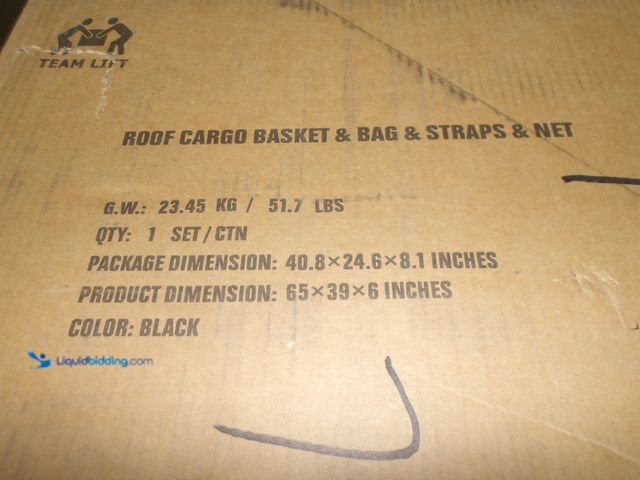 TEAM LIFT
ROOF CARGO BASKET & BAG & STRAPS & NET
G.W.: 23.45 KG / 51.7 LBS
QTY: 1 SET/CTN
PACKAGE DIMENSION: 40.8×24.6×8.1 INCHES
PRODUCT DIMENSION: 65×39×6 INCHES
COLOR: BLACK
Liquidbidding.com